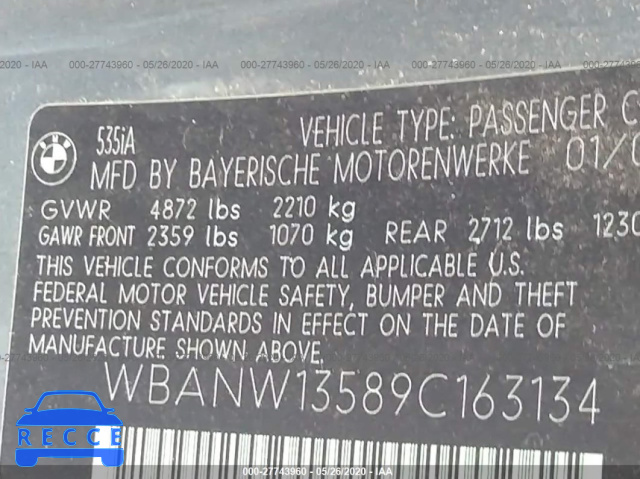 000-27743960 - 05/26/2020 - IAA
535iA
VEHICLE TYPE: PASSENGER C
MFD BY BAYERISCHE MOTORENWERKE 01/0
GVWR 4872 lbs 2210 kg
GAWR FRONT 2359 lbs 1070 kg REAR 2712 lbs 1230
THIS VEHICLE CONFORMS TO ALL APPLICABLE U.S.
FEDERAL MOTOR VEHICLE SAFETY, BUMPER AND THEFT
PREVENTION STANDARDS IN EFFECT ON THE DATE OF
MANUFACTURE SHOWN ABOVE.
WBANW13589C163134
RECCE
000-27743960 - 05/26/2020 - IAA